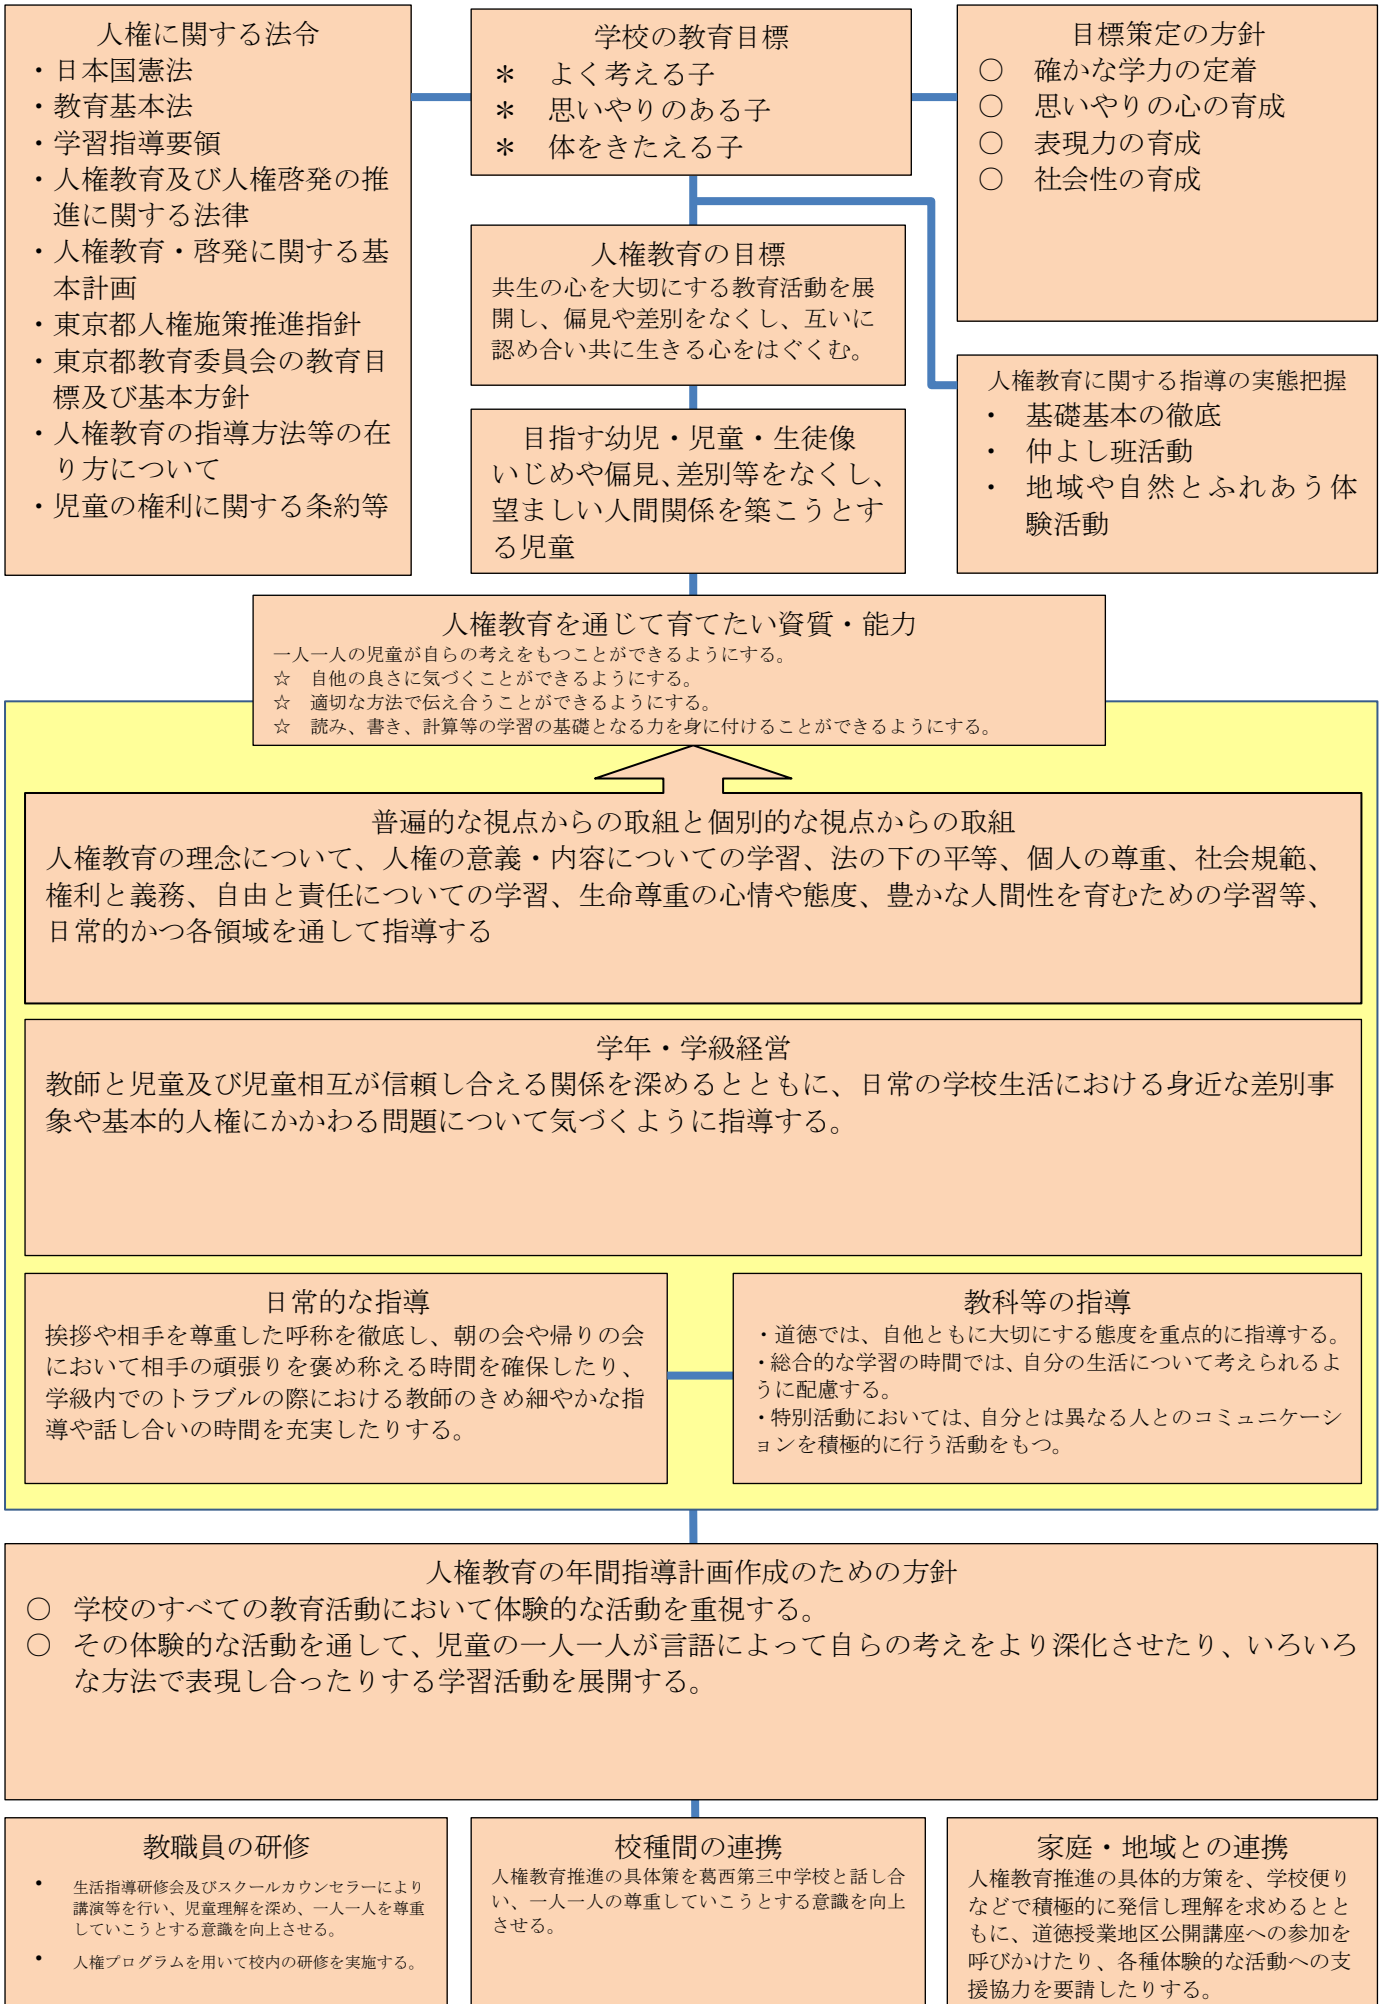 人権に関する法令
・日本国憲法
・教育基本法
・学習指導要領
・人権教育及び人権啓発の推
進に関する法律
・人権教育・啓発に関する基
本計画
・東京都人権施策推進指針
・東京都教育委員会の教育目
標及び基本方針
・人権教育の指導方法等の在
り方について
・児童の権利に関する条約等
学校の教育目標
＊　よく考える子
＊　思いやりのある子
＊　体をきたえる子
目標策定の方針
○　確かな学力の定着
○　思いやりの心の育成
○　表現力の育成
○　社会性の育成
人権教育の目標
共生の心を大切にする教育活動を展
開し、偏見や差別をなくし、互いに
認め合い共に生きる心をはぐくむ。
人権教育に関する指導の実態把握
・　基礎基本の徹底
・　仲よし班活動
・　地域や自然とふれあう体
験活動
目指す幼児・児童・生徒像
いじめや偏見、差別等をなくし、
望ましい人間関係を築こうとす
る児童
人権教育を通じて育てたい資質・能力
一人一人の児童が自らの考えをもつことができるようにする。
☆　自他の良さに気づくことができるようにする。
☆　適切な方法で伝え合うことができるようにする。
☆　読み、書き、計算等の学習の基礎となる力を身に付けることができるようにする。
普遍的な視点からの取組と個別的な視点からの取組
人権教育の理念について、人権の意義・内容についての学習、法の下の平等、個人の尊重、社会規範、
権利と義務、自由と責任についての学習、生命尊重の心情や態度、豊かな人間性を育むための学習等、
日常的かつ各領域を通して指導する
学年・学級経営
教師と児童及び児童相互が信頼し合える関係を深めるとともに、日常の学校生活における身近な差別事
象や基本的人権にかかわる問題について気づくように指導する。
日常的な指導
挨拶や相手を尊重した呼称を徹底し、朝の会や帰りの会
において相手の頑張りを褒め称える時間を確保したり、
学級内でのトラブルの際における教師のきめ細やかな指
導や話し合いの時間を充実したりする。
教科等の指導
・道徳では、自他ともに大切にする態度を重点的に指導する。
・総合的な学習の時間では、自分の生活について考えられるよ
うに配慮する。
・特別活動においては、自分とは異なる人とのコミュニケーシ
ョンを積極的に行う活動をもつ。
人権教育の年間指導計画作成のための方針
○　学校のすべての教育活動において体験的な活動を重視する。
○　その体験的な活動を通して、児童の一人一人が言語によって自らの考えをより深化させたり、いろいろ
な方法で表現し合ったりする学習活動を展開する。
教職員の研修
・　生活指導研修会及びスクールカウンセラーにより
講演等を行い、児童理解を深め、一人一人を尊重
していこうとする意識を向上させる。
・　人権プログラムを用いて校内の研修を実施する。
校種間の連携
人権教育推進の具体策を葛西第三中学校と話し合
い、一人一人の尊重していこうとする意識を向上
させる。
家庭・地域との連携
人権教育推進の具体的方策を、学校便り
などで積極的に発信し理解を求めるとと
もに、道徳授業地区公開講座への参加を
呼びかけたり、各種体験的な活動への支
援協力を要請したりする。